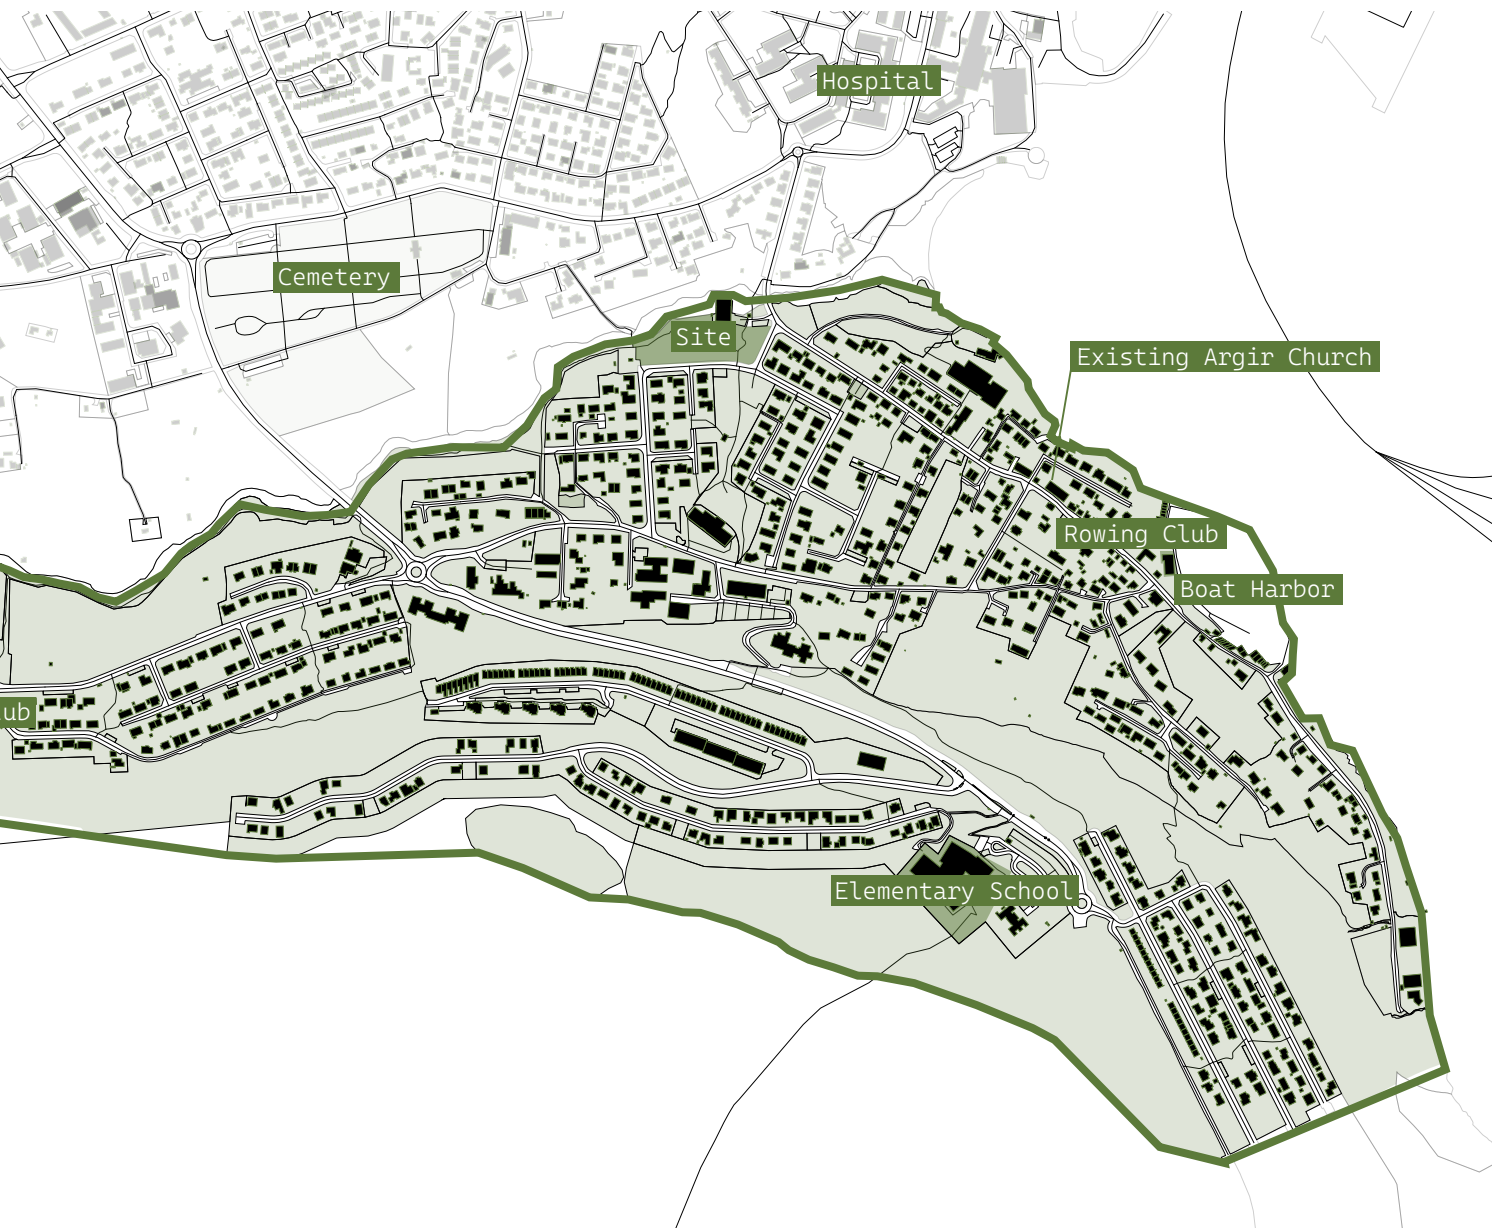 Hospital
Cemetery
Site
Existing Argir Church
Rowing Club
Boat Harbor
ub
Elementary School